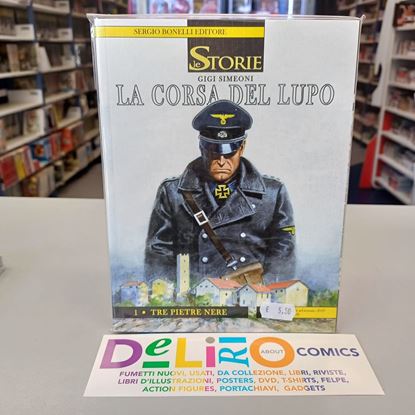 SERGIO BONELLI EDITORE
le STORIE
GIGI SIMEONI
LA CORSA DEL LUPO
1 • TRE PIETRE NERE
€ 5,50
DeLiRiO ABOUT COMICS
FUMETTI NUOVI, USATI, DA COLLEZIONE, LIBRI, RIVISTE,
LIBRI D'ILLUSTRAZIONI, POSTERS, DVD, T-SHIRTS, FELPE,
ACTION FIGURES, PORTACHIAVI, GADGETS